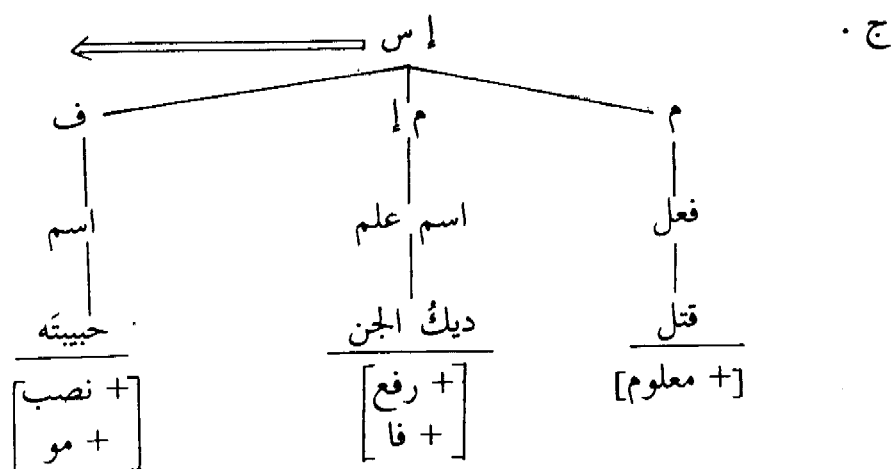 ج .
إ س
م م إ ف
فعل اسم علم اسم
قتل ديكُ الجن حبيبتَه
[+ معلوم] [+ رفع [+ نصب
+ فا] + مو]